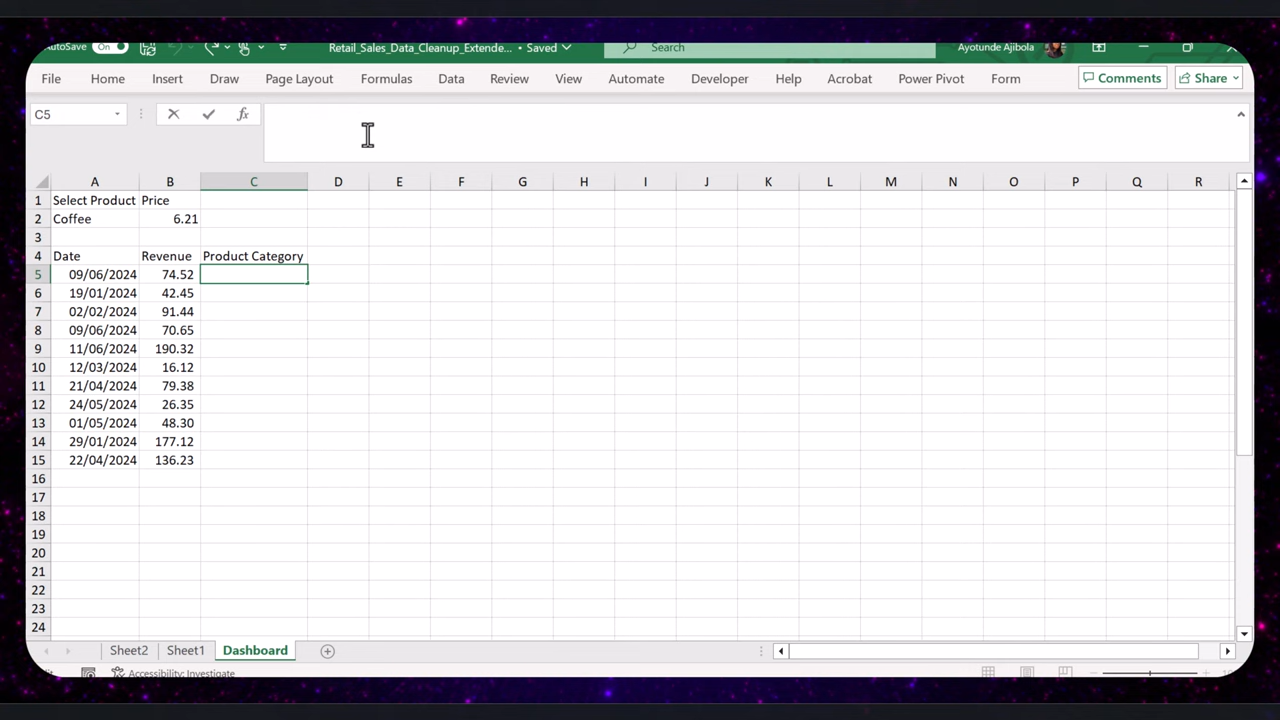 AutoSave On Retail_Sales_Data_Cleanup_Extende... • Saved Search Ayotunde Ajibola
File Home Insert Draw Page Layout Formulas Data Review View Automate Developer Help Acrobat Power Pivot Form Comments Share
C5 fx
A B C D E F G H I J K L M N O P Q R
1 Select Product Price
2 Coffee 6.21
3
4 Date Revenue Product Category
5 09/06/2024 74.52
6 19/01/2024 42.45
7 02/02/2024 91.44
8 09/06/2024 70.65
9 11/06/2024 190.32
10 12/03/2024 16.12
11 21/04/2024 79.38
12 24/05/2024 26.35
13 01/05/2024 48.30
14 29/01/2024 177.12
15 22/04/2024 136.23
16
17
18
19
20
21
22
23
24
Sheet2 Sheet1 Dashboard
Accessibility: Investigate